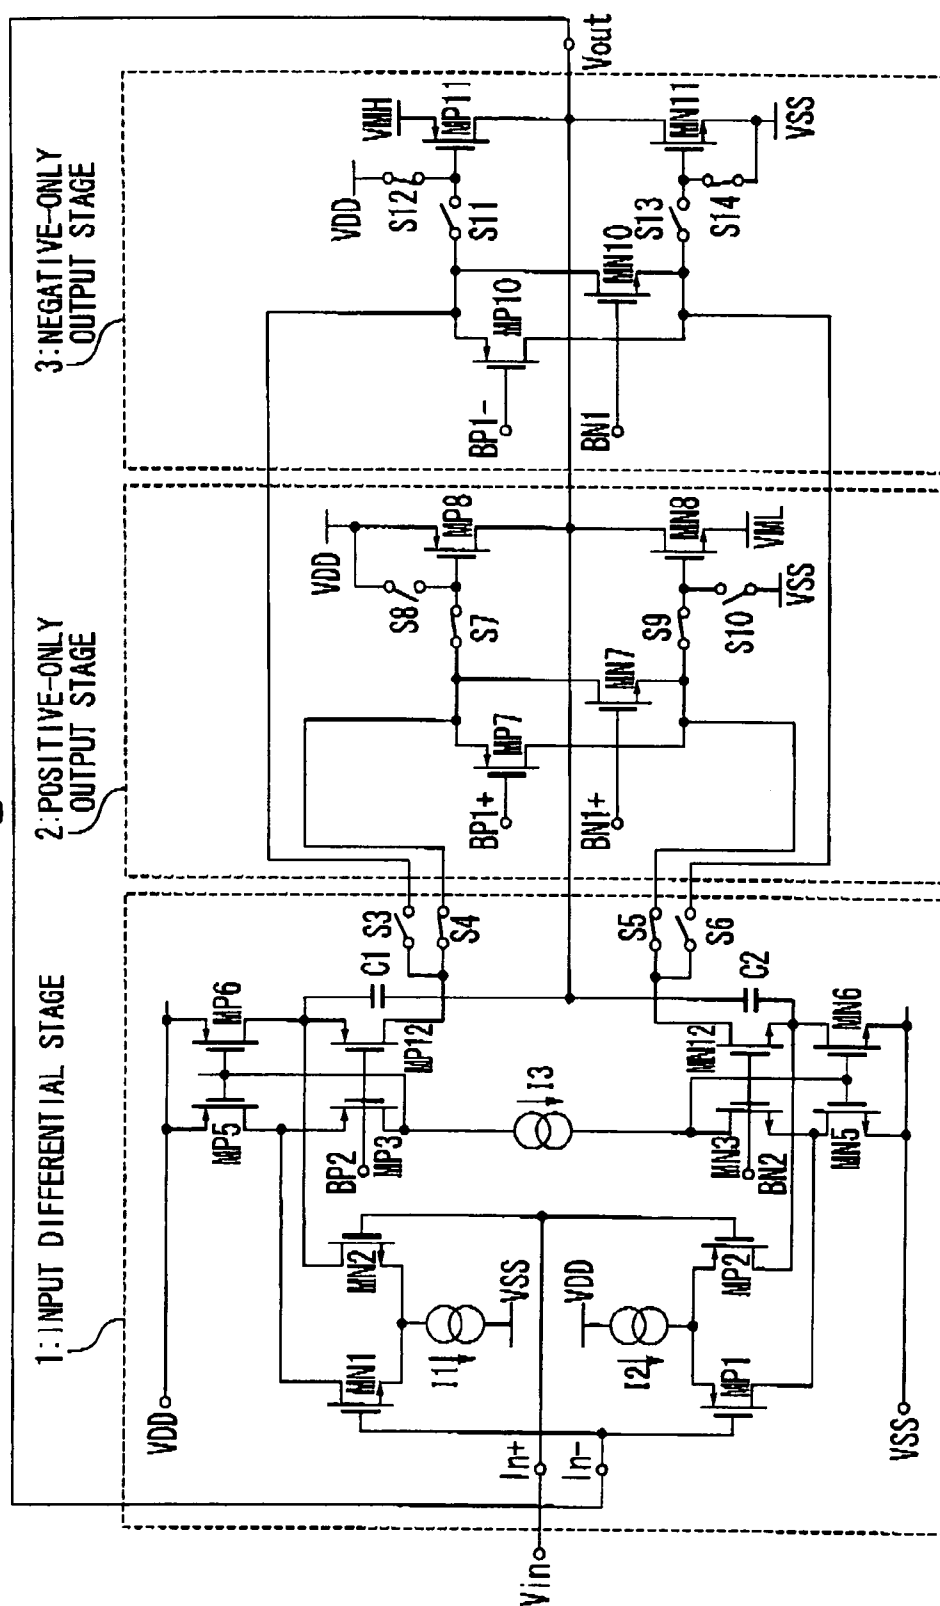 1:INPUT DIFFERENTIAL STAGE
2:POSITIVE-ONLY
OUTPUT STAGE
3:NEGATIVE-ONLY
OUTPUT STAGE
VDD
MP5
MP6
MN1
MN2
I1
VSS
BP2
MP3
MP12
C1
S3
S4
I3
Vin
In+
In-
VDD
I2
MP1
MP2
MN3
BN2
MN12
MN5
MN6
C2
S5
S6
VSS
VDD
S8
MP8
S7
BP1+
MP7
MN7
BN1+
S9
S10
MN8
VML
VSS
VDD
S12
VMH
MP11
S11
BP1-
MP10
MN10
BN1
S13
S14
MN11
VSS
Vout